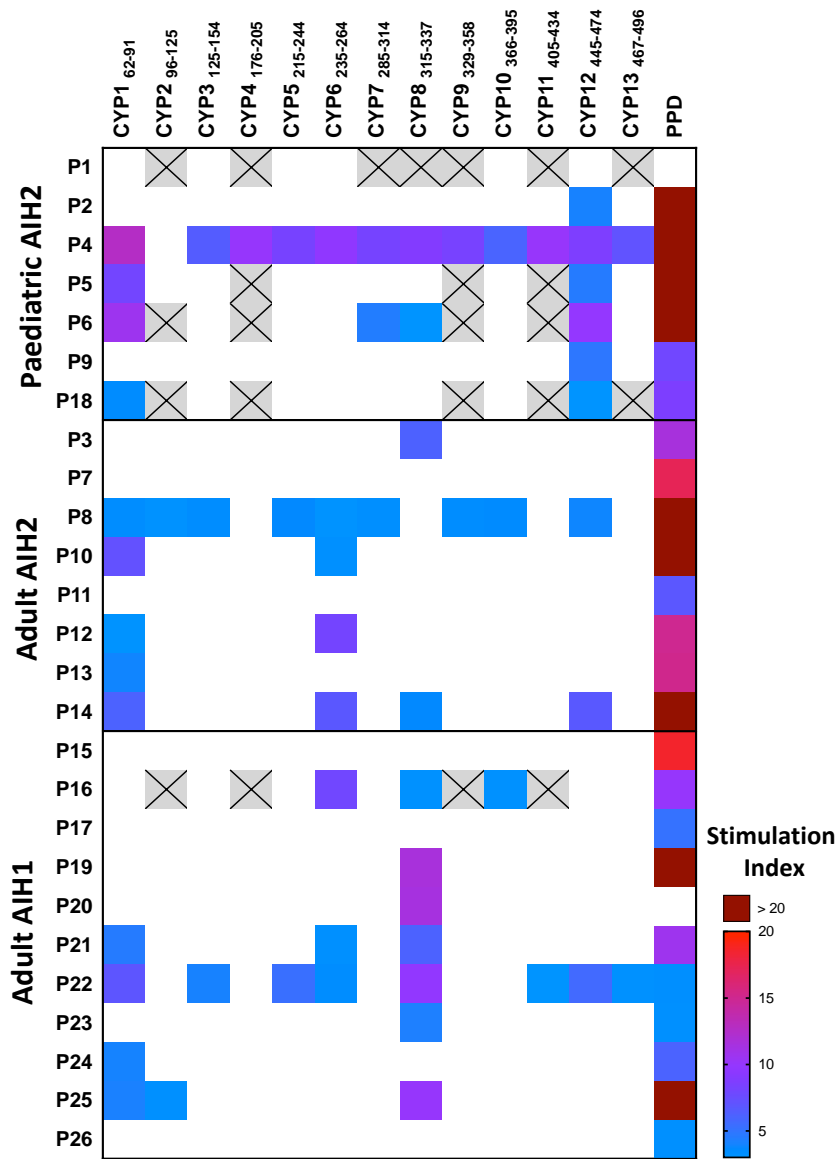 CYP1 62-91
CYP2 96-125
CYP3 125-154
CYP4 176-205
CYP5 215-244
CYP6 235-264
CYP7 285-314
CYP8 315-337
CYP9 329-358
CYP10 366-395
CYP11 405-434
CYP12 445-474
CYP13 467-496
PPD
Paediatric AIH2
P1
P2
P4
P5
P6
P9
P18
Adult AIH2
P3
P7
P8
P10
P11
P12
P13
P14
Adult AIH1
P15
P16
P17
P19
P20
P21
P22
P23
P24
P25
P26
Stimulation
Index
> 20
20
15
10
5